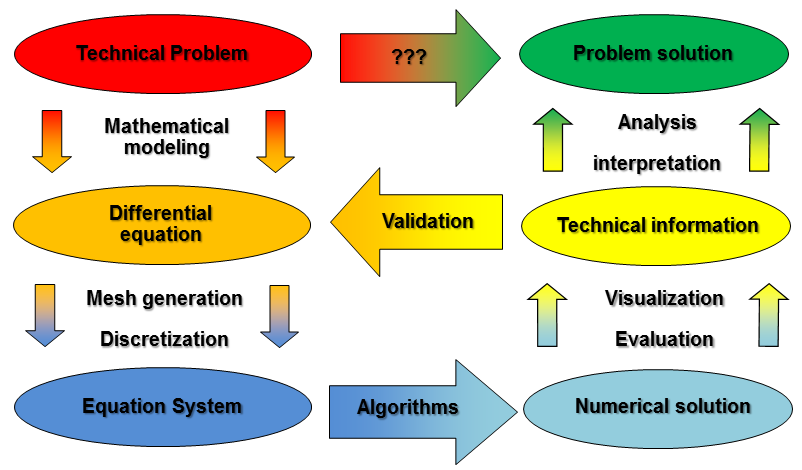 Technical Problem
???
Problem solution
Mathematical
modeling
Analysis
interpretation
Differential
equation
Validation
Technical information
Mesh generation
Discretization
Visualization
Evaluation
Equation System
Algorithms
Numerical solution